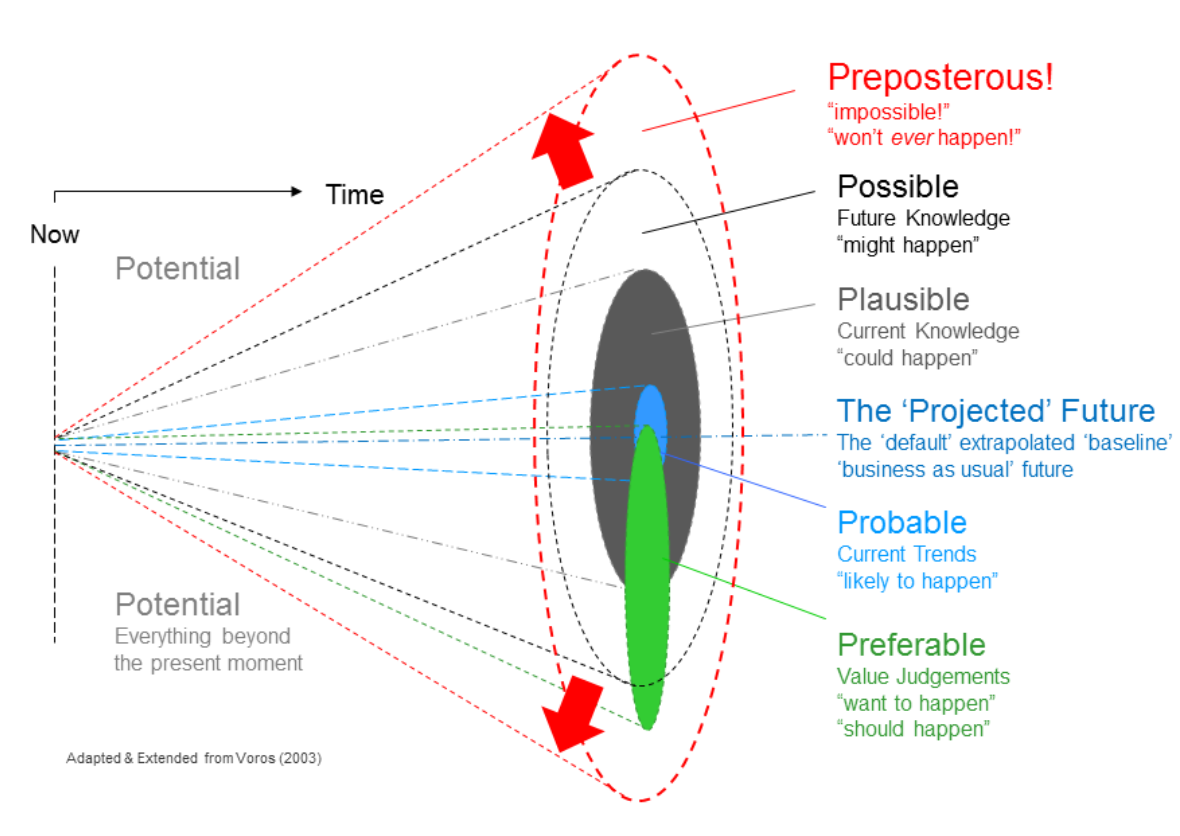 Preposterous!
“impossible!”
“won’t ever happen!”
Time
Now
Possible
Future Knowledge
“might happen”
Potential
Plausible
Current Knowledge
“could happen”
The ‘Projected’ Future
The ‘default’ extrapolated ‘baseline’
‘business as usual’ future
Probable
Current Trends
“likely to happen”
Potential
Everything beyond
the present moment
Preferable
Value Judgements
“want to happen”
“should happen”
Adapted & Extended from Voros (2003)